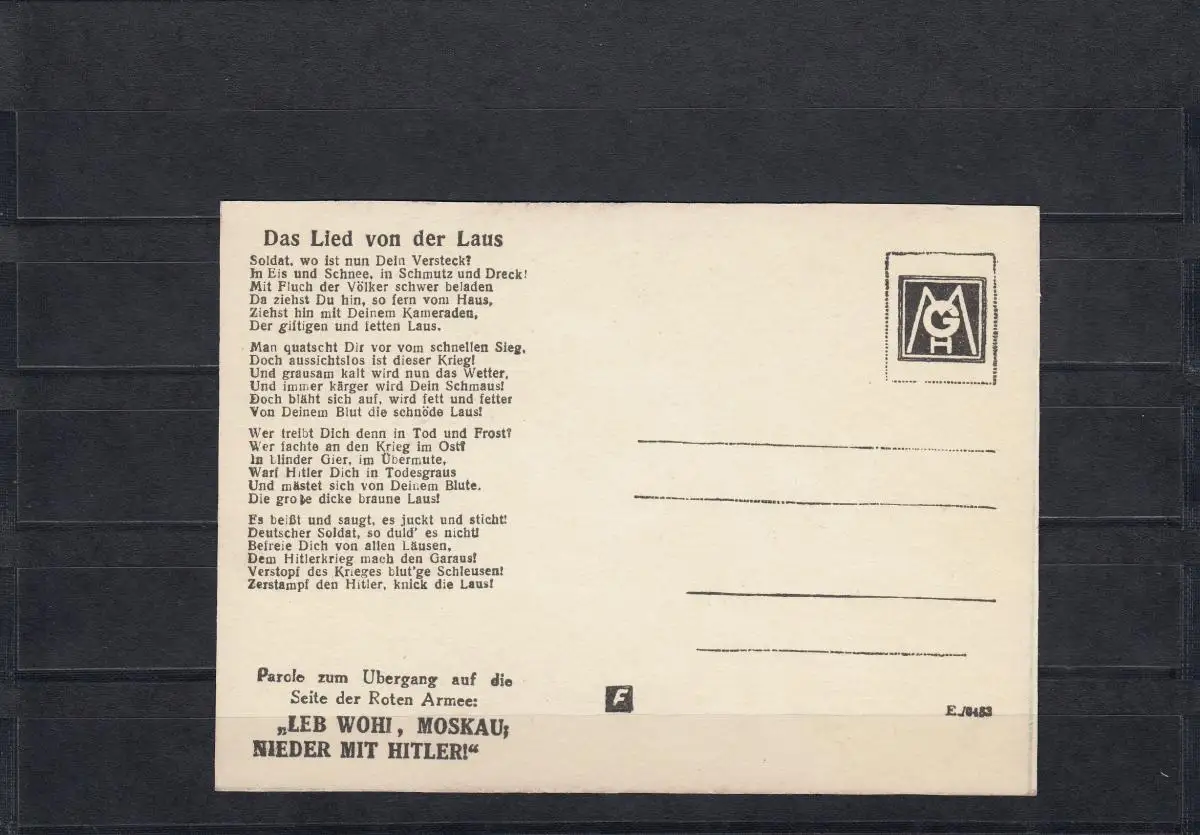 Das Lied von der Laus
Soldat, wo ist nun Dein Versteck?
In Eis und Schnee, in Schmutz und Dreck!
Mit Fluch der Völker schwer beladen
Da ziehst Du hin, so fern vom Haus,
Ziehst hin mit Deinem Kameraden,
Der giftigen und fetten Laus.
Man quatscht Dir vor vom schnellen Sieg,
Doch aussichtslos ist dieser Krieg!
Und grausam kalt wird nun das Wetter,
Und immer kärger wird Dein Schmaus!
Doch bläht sich auf, wird fett und fetter
Von Deinem Blut die schnöde Laus!
Wer treibt Dich denn in Tod und Frost?
Wer fachte an den Krieg im Ost?
In blinder Gier, im Übermute,
Warf Hitler Dich in Todesgraus
Und mästet sich von Deinem Blute.
Die große dicke braune Laus!
Es beißt und saugt, es juckt und sticht!
Deutscher Soldat, so duld' es nicht!
Befreie Dich von allen Läusen,
Dem Hitlerkrieg mach den Garaus!
Verstopf des Krieges blut'ge Schleusen!
Zerstampf den Hitler, knick die Laus!
Parole zum Übergang auf die
Seite der Roten Armee:
„LEB WOHL, MOSKAU;
NIEDER MIT HITLER!“
MGH
F
E./0453